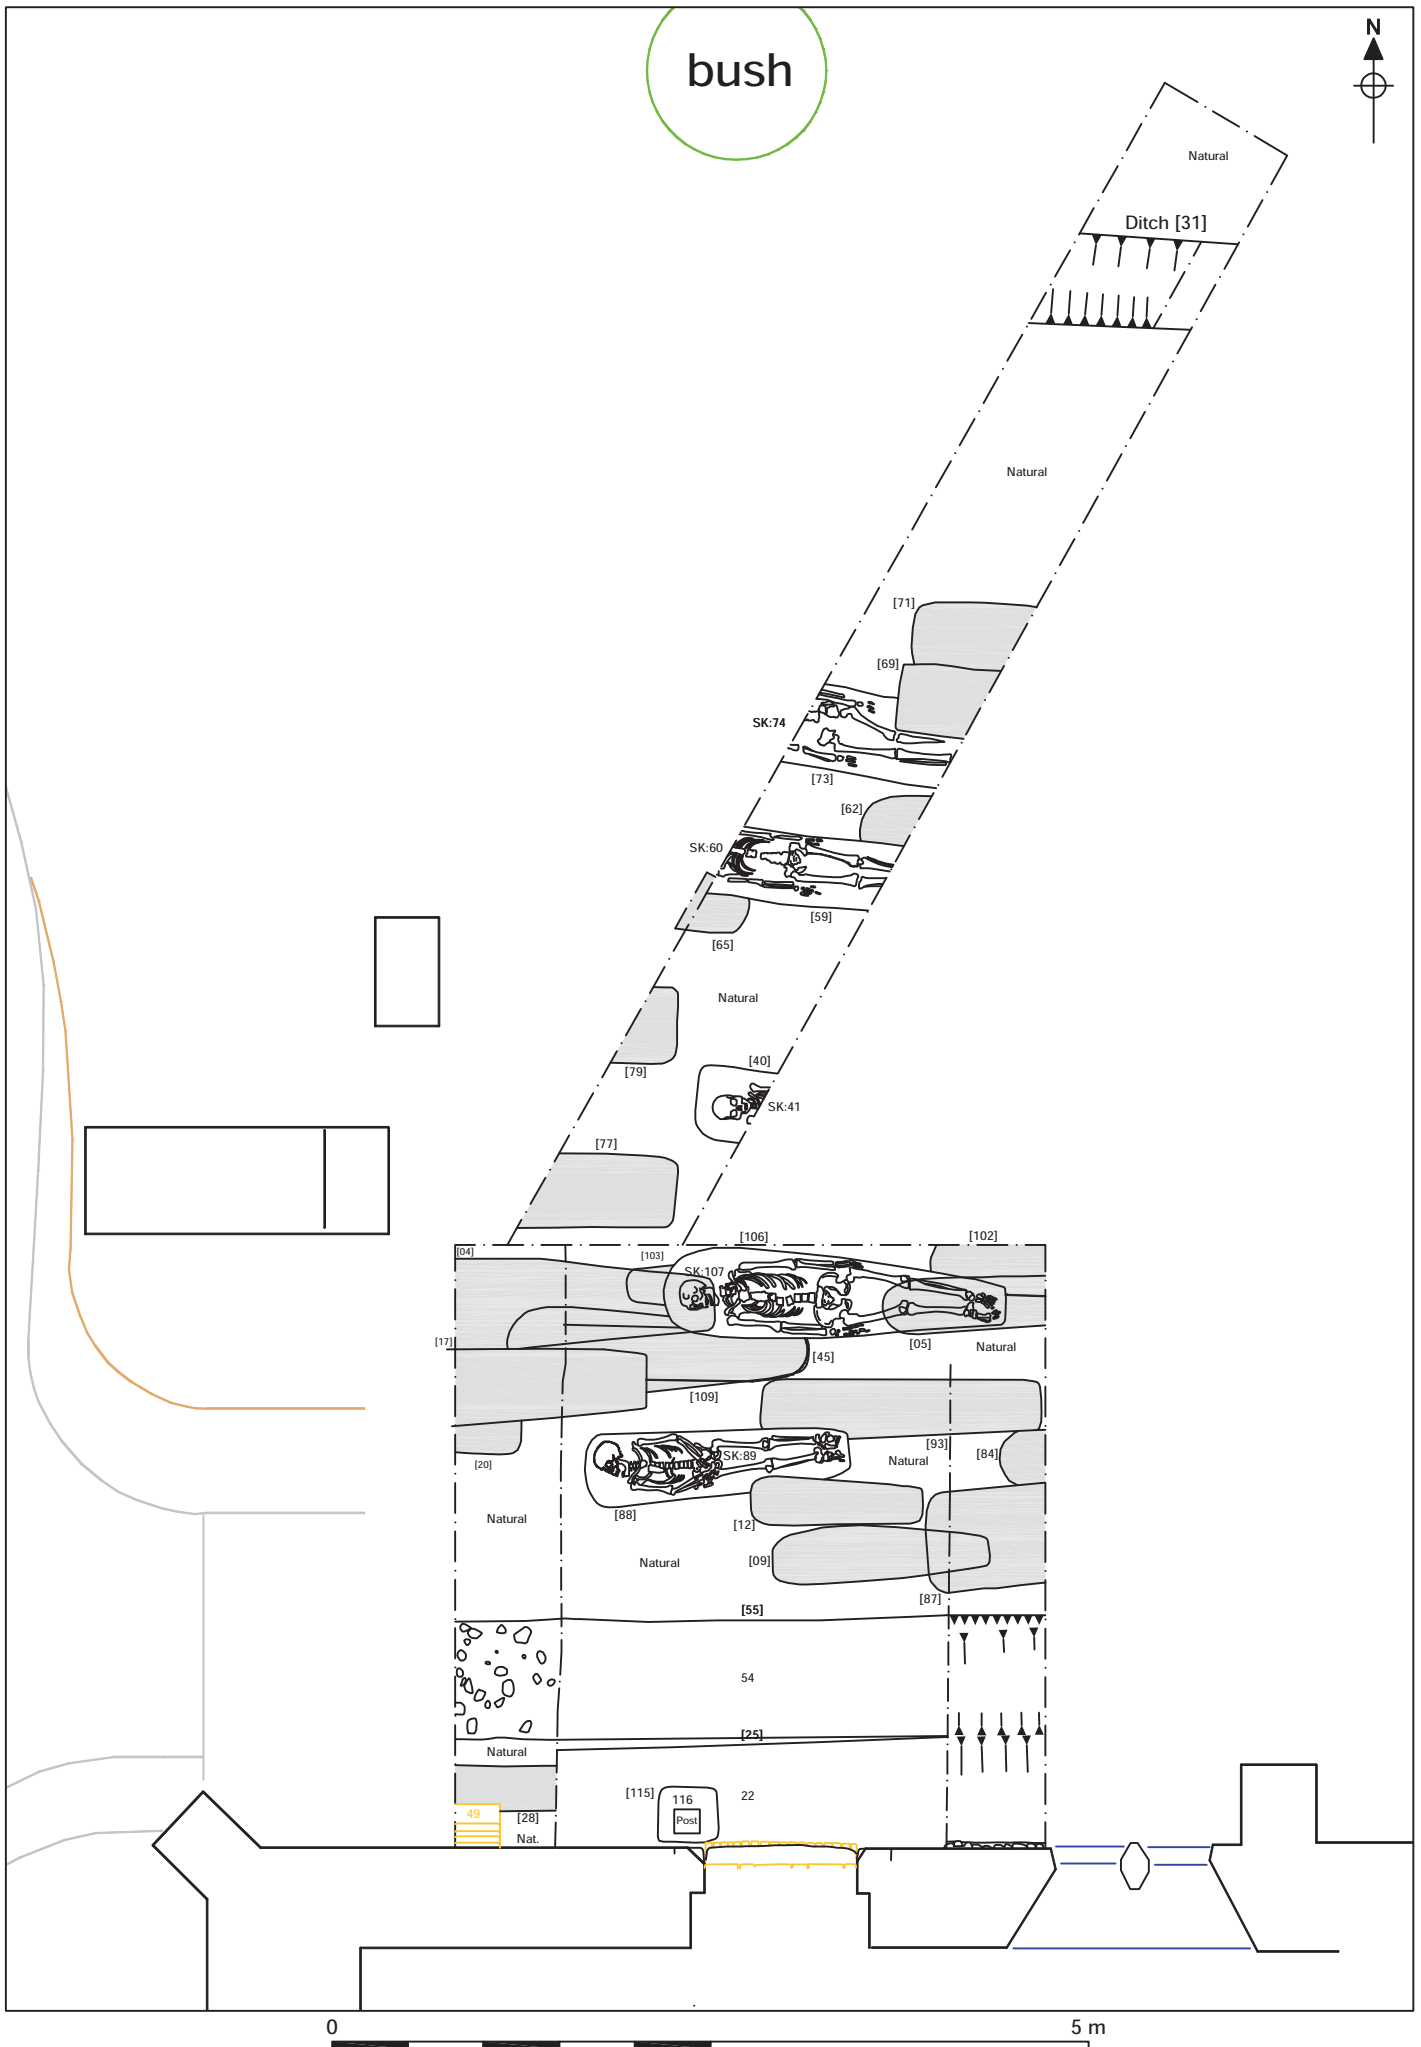 bush
N
Natural
Ditch [31]
Natural
[71]
[69]
SK:74
[73]
[62]
SK:60
[59]
[65]
Natural
[79]
[40]
SK:41
[77]
[106]
[102]
[04]
[103]
SK:107
[17]
[05]
Natural
[45]
[109]
[93]
[84]
SK:89
Natural
[20]
[88]
[12]
Natural
[09]
Natural
[87]
[55]
54
[25]
Natural
[115]
116
22
Post
49
[28]
Nat.
0
5 m